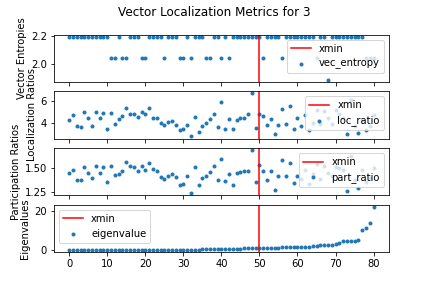 Vector Localization Metrics for 3
Vector Entropies
2.2
2.0
xmin
vec_entropy
Localization Ratios
6
4
xmin
loc_ratio
Participation Ratios
1.50
1.25
xmin
part_ratio
Eigenvalues
20
0
xmin
eigenvalue
0 10 20 30 40 50 60 70 80